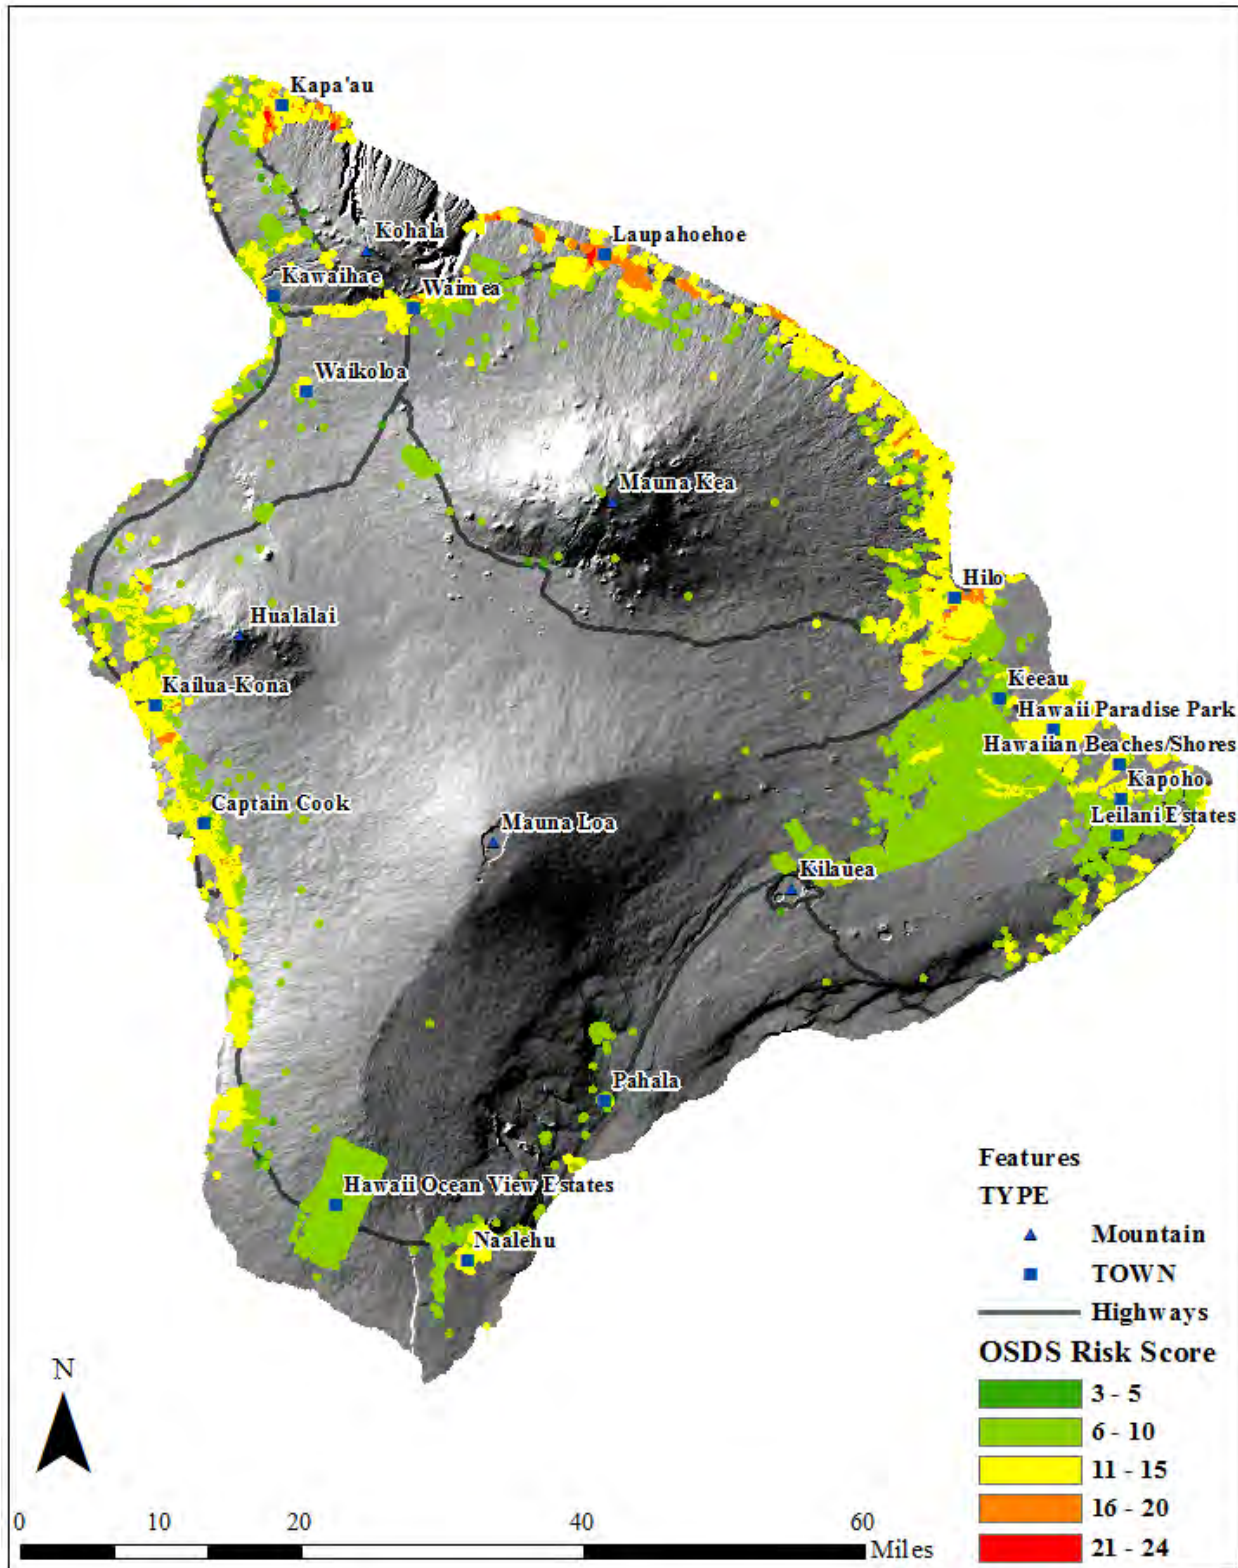 Kapa'au
Kohala
Laupahoehoe
Kawaihae
Waimea
Waikoloa
Mauna Kea
Hilo
Hualalai
Keeau
Kailua-Kona
Hawaii Paradise Park
Hawaiian Beaches/Shores
Kapoho
Captain Cook
Mauna Loa
Leilani Estates
Kilauea
Pahala
Hawaii Ocean View Estates
Naalehu
Features
TYPE
Mountain
TOWN
Highways
OSDS Risk Score
3 - 5
6 - 10
11 - 15
16 - 20
21 - 24
N
0 10 20 40 60
Miles